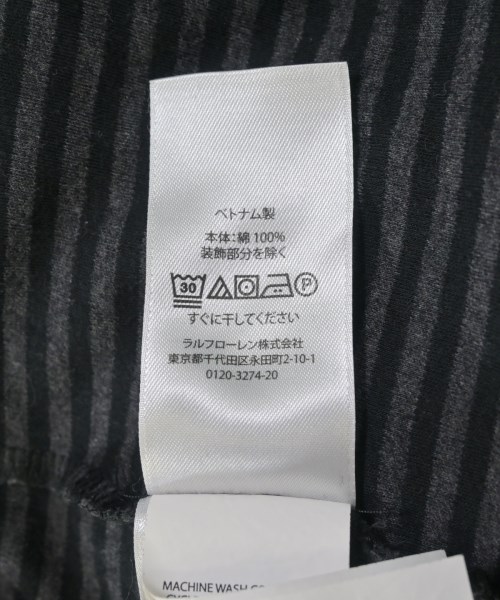 ベトナム製
本体：綿 100%
装飾部分を除く
30 P
すぐに干してください
ラルフローレン株式会社
東京都千代田区永田町2-10-1
0120-3274-20
MACHINE WASH